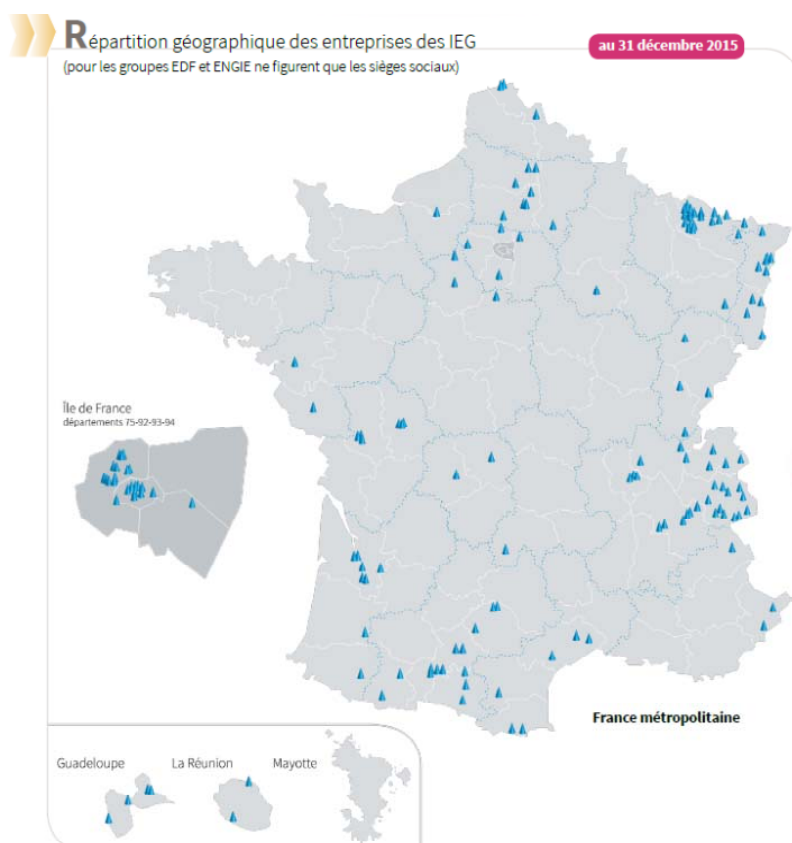 Répartition géographique des entreprises des IEG
au 31 décembre 2015
(pour les groupes EDF et ENGIE ne figurent que les sièges sociaux)
Île de France
départements 75-92-93-94
France métropolitaine
Guadeloupe
La Réunion
Mayotte